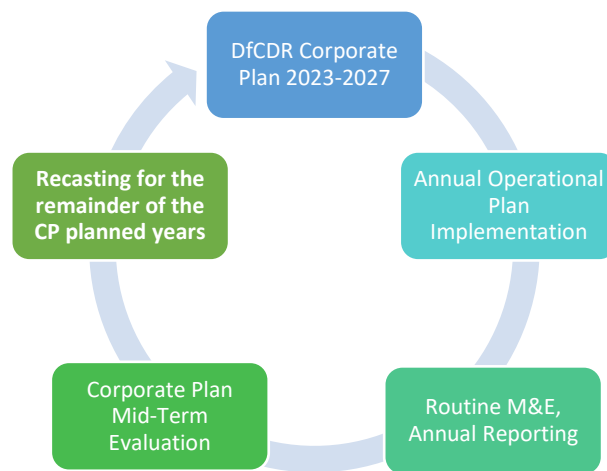 DfCDR Corporate
Plan 2023-2027
Annual Operational
Plan
Implementation
Routine M&E,
Annual Reporting
Corporate Plan
Mid-Term
Evaluation
Recasting for the
remainder of the
CP planned years